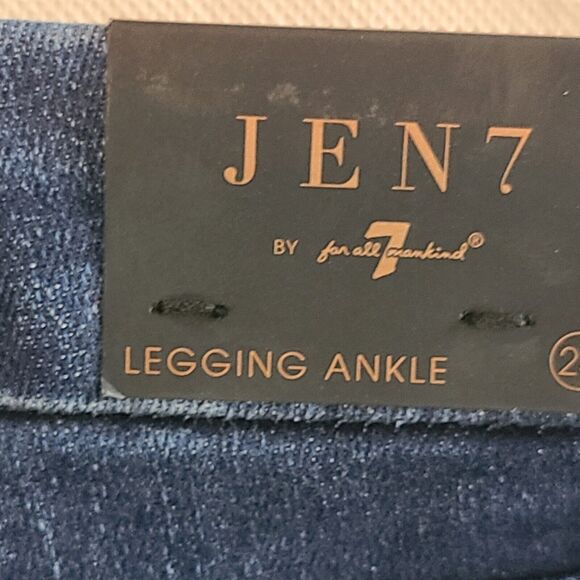 JEN7
BY for all 7 mankind®
LEGGING ANKLE